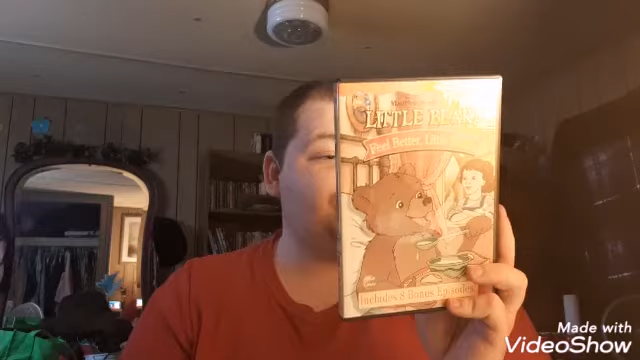 LITTLE BEAR
Feel Better, Little
Includes 8 Bonus Episodes
Made with
VideoShow